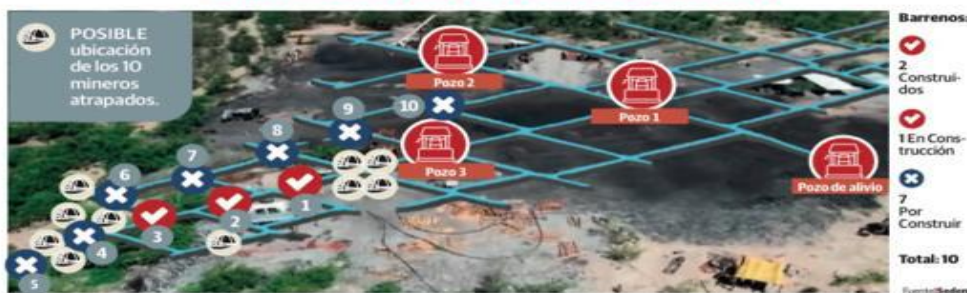 POSIBLE
ubicación
de los 10
mineros
atrapados.
Pozo 2
Pozo 1
Pozo 3
Pozo de alivio
10
9
8
7
6
1
2
3
4
5
Barrenos:
2
Construi-
dos
1 En Cons-
trucción
7
Por
Construir
Total: 10
Fuente: Sedena